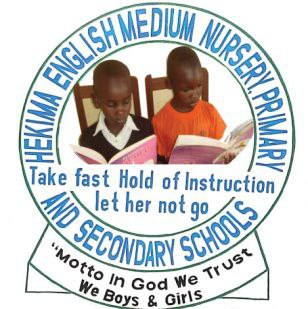 HEKIMA ENGLISH MEDIUM NURSERY, PRIMARY
AND SECONDARY SCHOOLS
Take fast Hold of Instruction
let her not go
"Motto In God We Trust
We Boys & Girls